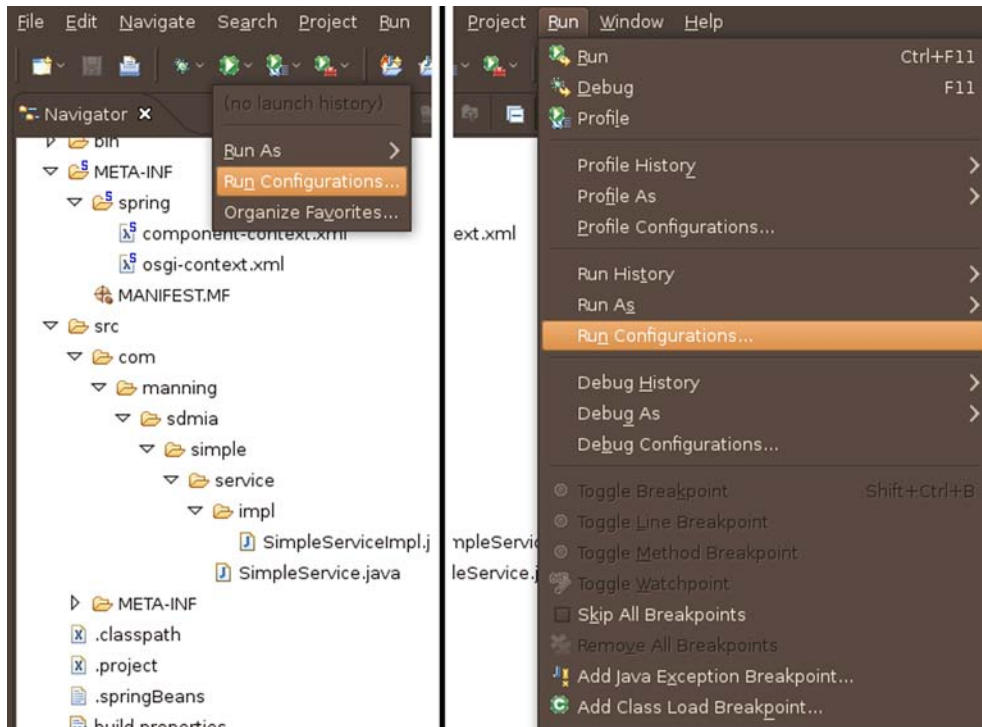 File Edit Navigate Search Project Run
Navigator
(no launch history)
Run As
Run Configurations...
Organize Favorites...
bin
META-INF
spring
component-context.xml
osgi-context.xml
MANIFEST.MF
src
com
manning
sdmia
simple
service
impl
SimpleServiceImpl.j
SimpleService.java
META-INF
.classpath
.project
.springBeans
build.properties
Project Run Window Help
ext.xml
mpleServic
leService.j
Run Ctrl+F11
Debug F11
Profile
Profile History
Profile As
Profile Configurations...
Run History
Run As
Run Configurations...
Debug History
Debug As
Debug Configurations...
Toggle Breakpoint Shift+Ctrl+B
Toggle Line Breakpoint
Toggle Method Breakpoint
Toggle Watchpoint
Skip All Breakpoints
Remove All Breakpoints
Add Java Exception Breakpoint...
Add Class Load Breakpoint...